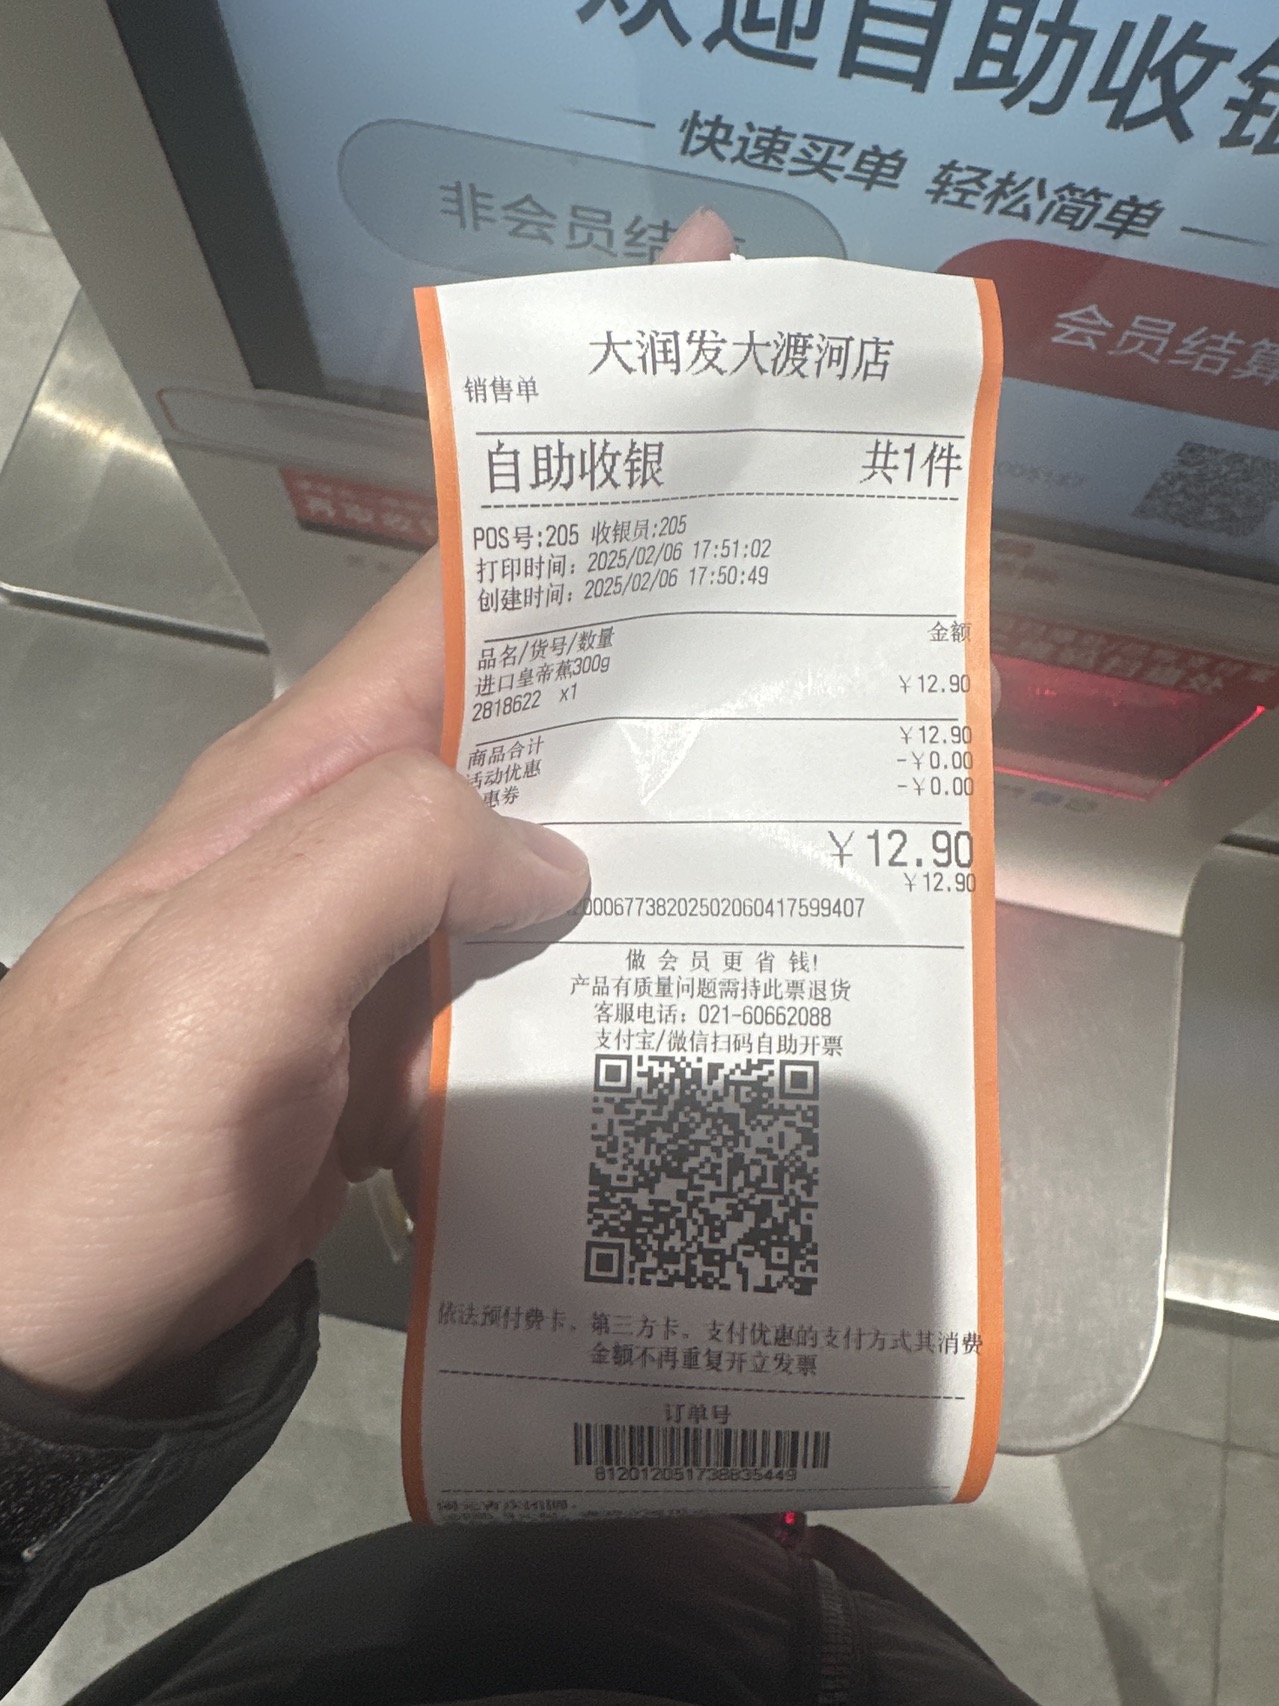 欢迎自助收银
快速买单 轻松简单
非会员结
会员结算
大润发大渡河店
销售单
自助收银 共1件
POS号:205 收银员:205
打印时间: 2025/02/06 17:51:02
创建时间: 2025/02/06 17:50:49
品名/货号/数量 金额
进口皇帝蕉300g
2818622 x1 ¥12.90
商品合计 ¥12.90
活动优惠 -¥0.00
惠券 -¥0.00
¥12.90
¥12.90
00067738202502060417599407
做会员更省钱!
产品有质量问题需持此票退货
客服电话: 021-60662088
支付宝/微信扫码自助开票
依法预付费卡、第三方卡、支付优惠的支付方式其消费
金额不再重复开立发票
订单号
812012051738835449